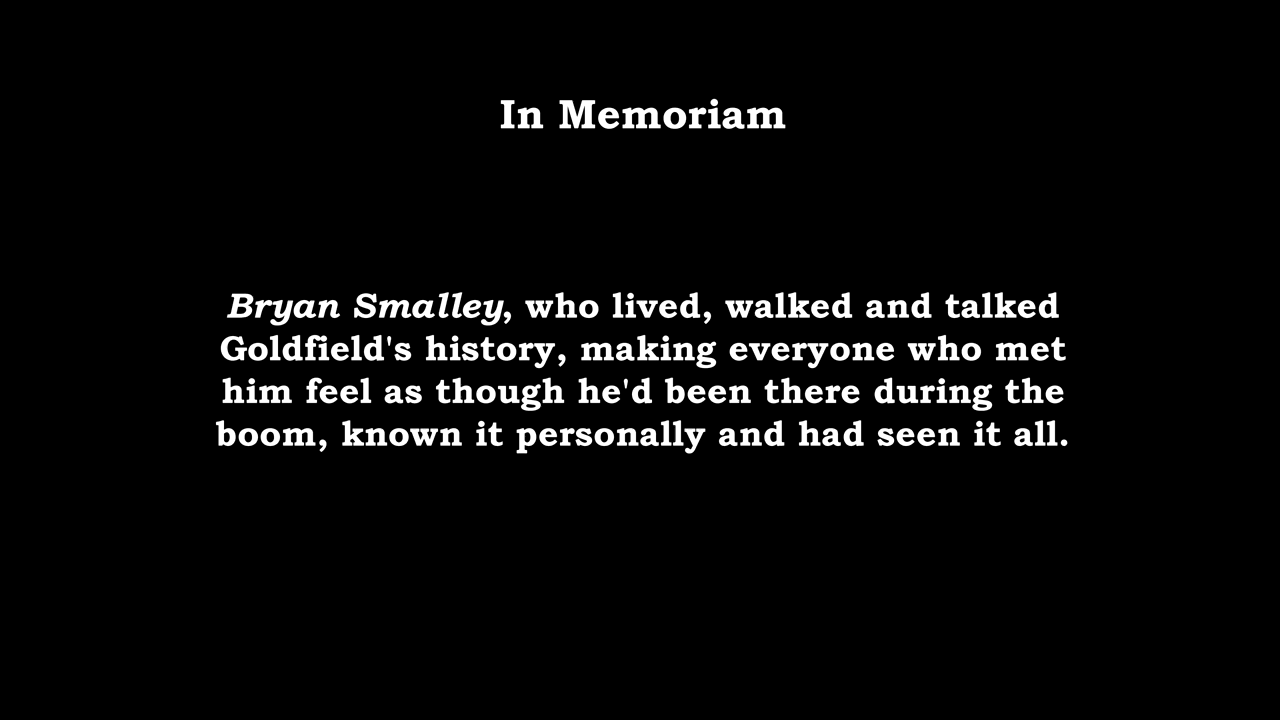 In Memoriam
Bryan Smalley, who lived, walked and talked
Goldfield's history, making everyone who met
him feel as though he'd been there during the
boom, known it personally and had seen it all.